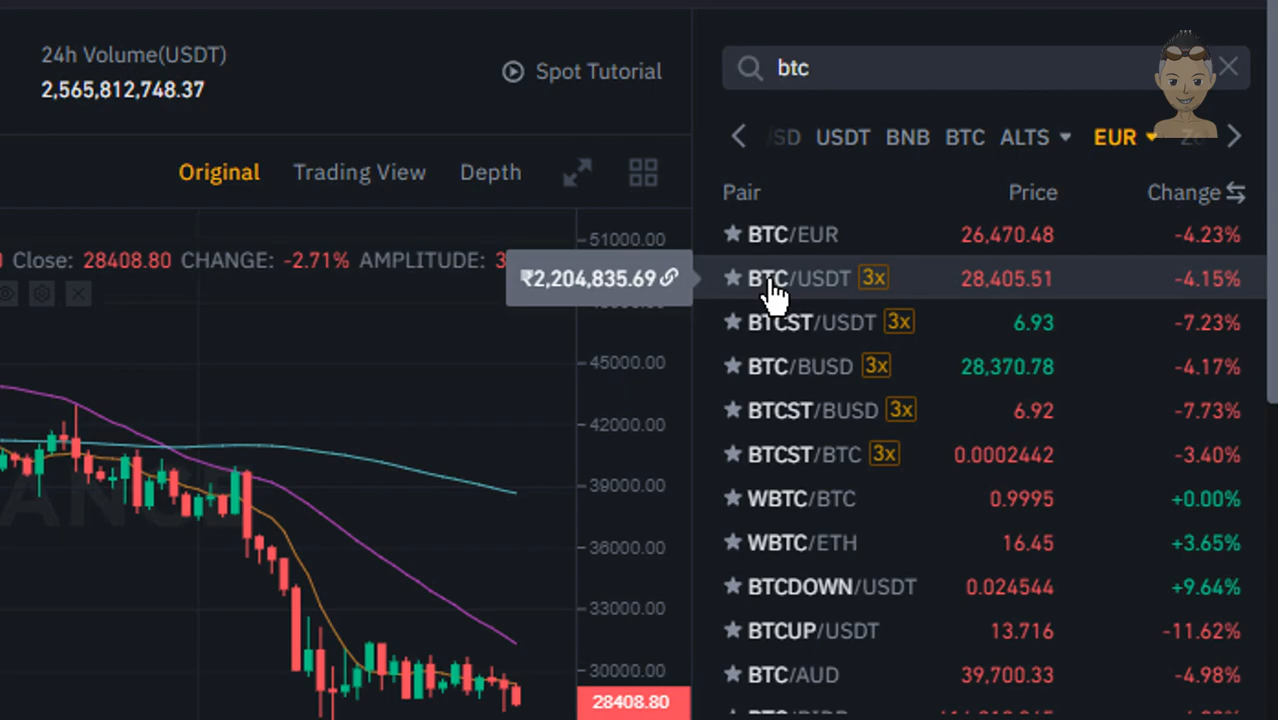 24h Volume(USDT)
2,565,812,748.37
Spot Tutorial
Original Trading View Depth
Close: 28408.80 CHANGE: -2.71% AMPLITUDE: 3
51000.00
45000.00
42000.00
39000.00
36000.00
33000.00
30000.00
28408.80
₹2,204,835.69
btc
USDT BNB BTC ALTS EUR
Pair Price Change
BTC/EUR 26,470.48 -4.23%
BTC/USDT 3x 28,405.51 -4.15%
BTCST/USDT 3x 6.93 -7.23%
BTC/BUSD 3x 28,370.78 -4.17%
BTCST/BUSD 3x 6.92 -7.73%
BTCST/BTC 3x 0.0002442 -3.40%
WBTC/BTC 0.9995 +0.00%
WBTC/ETH 16.45 +3.65%
BTCDOWN/USDT 0.024544 +9.64%
BTCUP/USDT 13.716 -11.62%
BTC/AUD 39,700.33 -4.98%